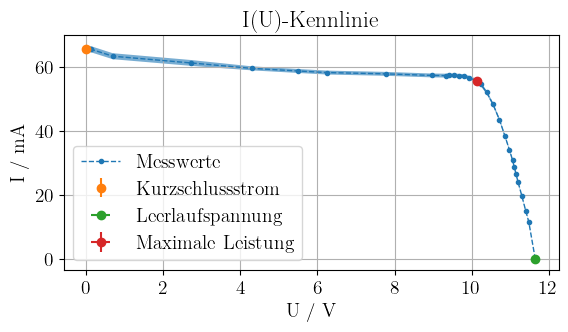 I(U)-Kennlinie
I / mA
60
40
20
0
Messwerte
Kurzschlussstrom
Leerlaufspannung
Maximale Leistung
0 2 4 6 8 10 12
U / V